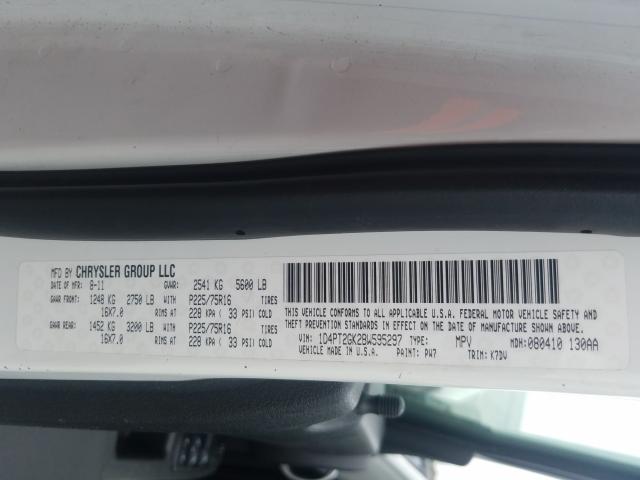 MFD BY CHRYSLER GROUP LLC
DATE OF MFR: 8-11 GVWR: 2541 KG 5600 LB
GAWR FRONT: 1248 KG 2750 LB WITH P225/75R16 TIRES
16X7.0 RIMS AT 228 KPA ( 33 PSI) COLD
GAWR REAR: 1452 KG 3200 LB WITH P225/75R16 TIRES
16X7.0 RIMS AT 228 KPA ( 33 PSI) COLD
THIS VEHICLE CONFORMS TO ALL APPLICABLE U.S.A. FEDERAL MOTOR VEHICLE SAFETY AND
THEFT PREVENTION STANDARDS IN EFFECT ON THE DATE OF MANUFACTURE SHOWN ABOVE.
VIN: 1D4PT2GK2BW595297 TYPE: MPV MDH: 080410 130AA
VEHICLE MADE IN U.S.A. PAINT: PW7 TRIM: K7DV